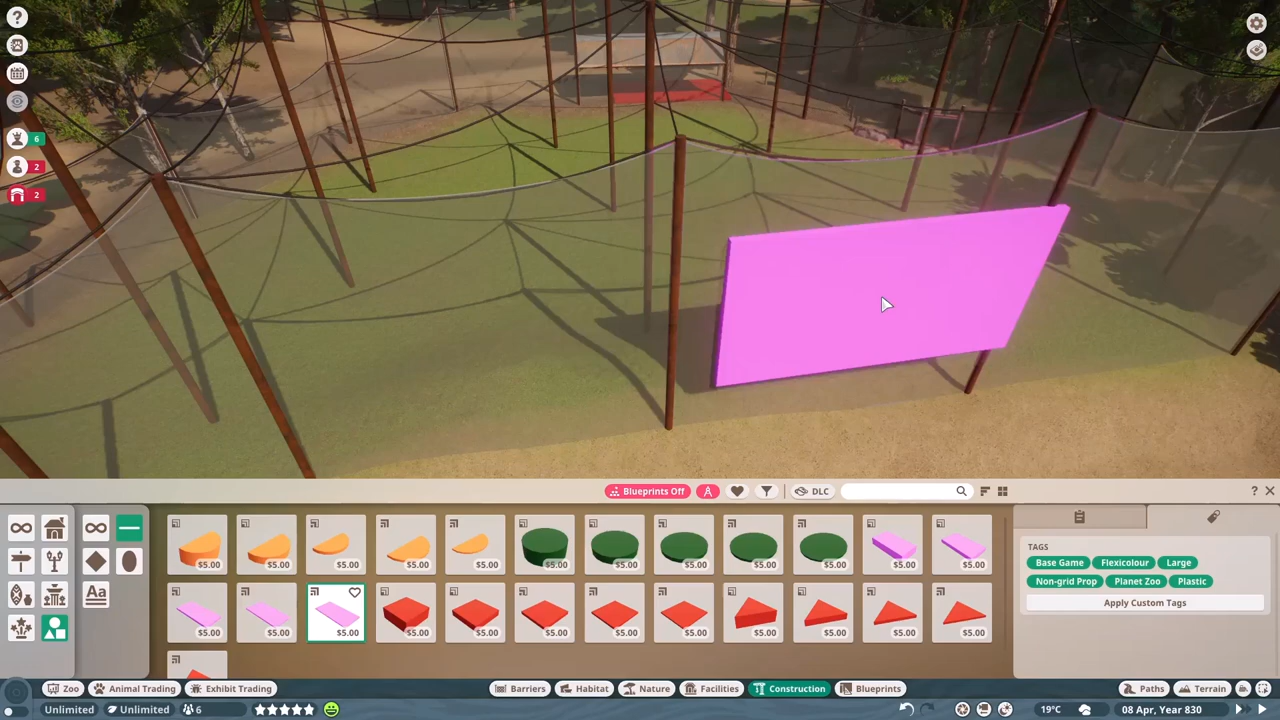 ?
6
2
2
Blueprints Off
DLC
? ×
$5.00 $5.00 $5.00 $5.00 $5.00 $5.00 $5.00 $5.00 $5.00 $5.00 $5.00 $5.00
$5.00 $5.00 $5.00 $5.00 $5.00 $5.00 $5.00 $5.00 $5.00 $5.00 $5.00 $5.00
Aa
TAGS
Base Game Flexicolour Large
Non-grid Prop Planet Zoo Plastic
Apply Custom Tags
Zoo Animal Trading Exhibit Trading Barriers Habitat Nature Facilities Construction Blueprints Paths Terrain
Unlimited Unlimited 6 19°C 08 Apr, Year 830